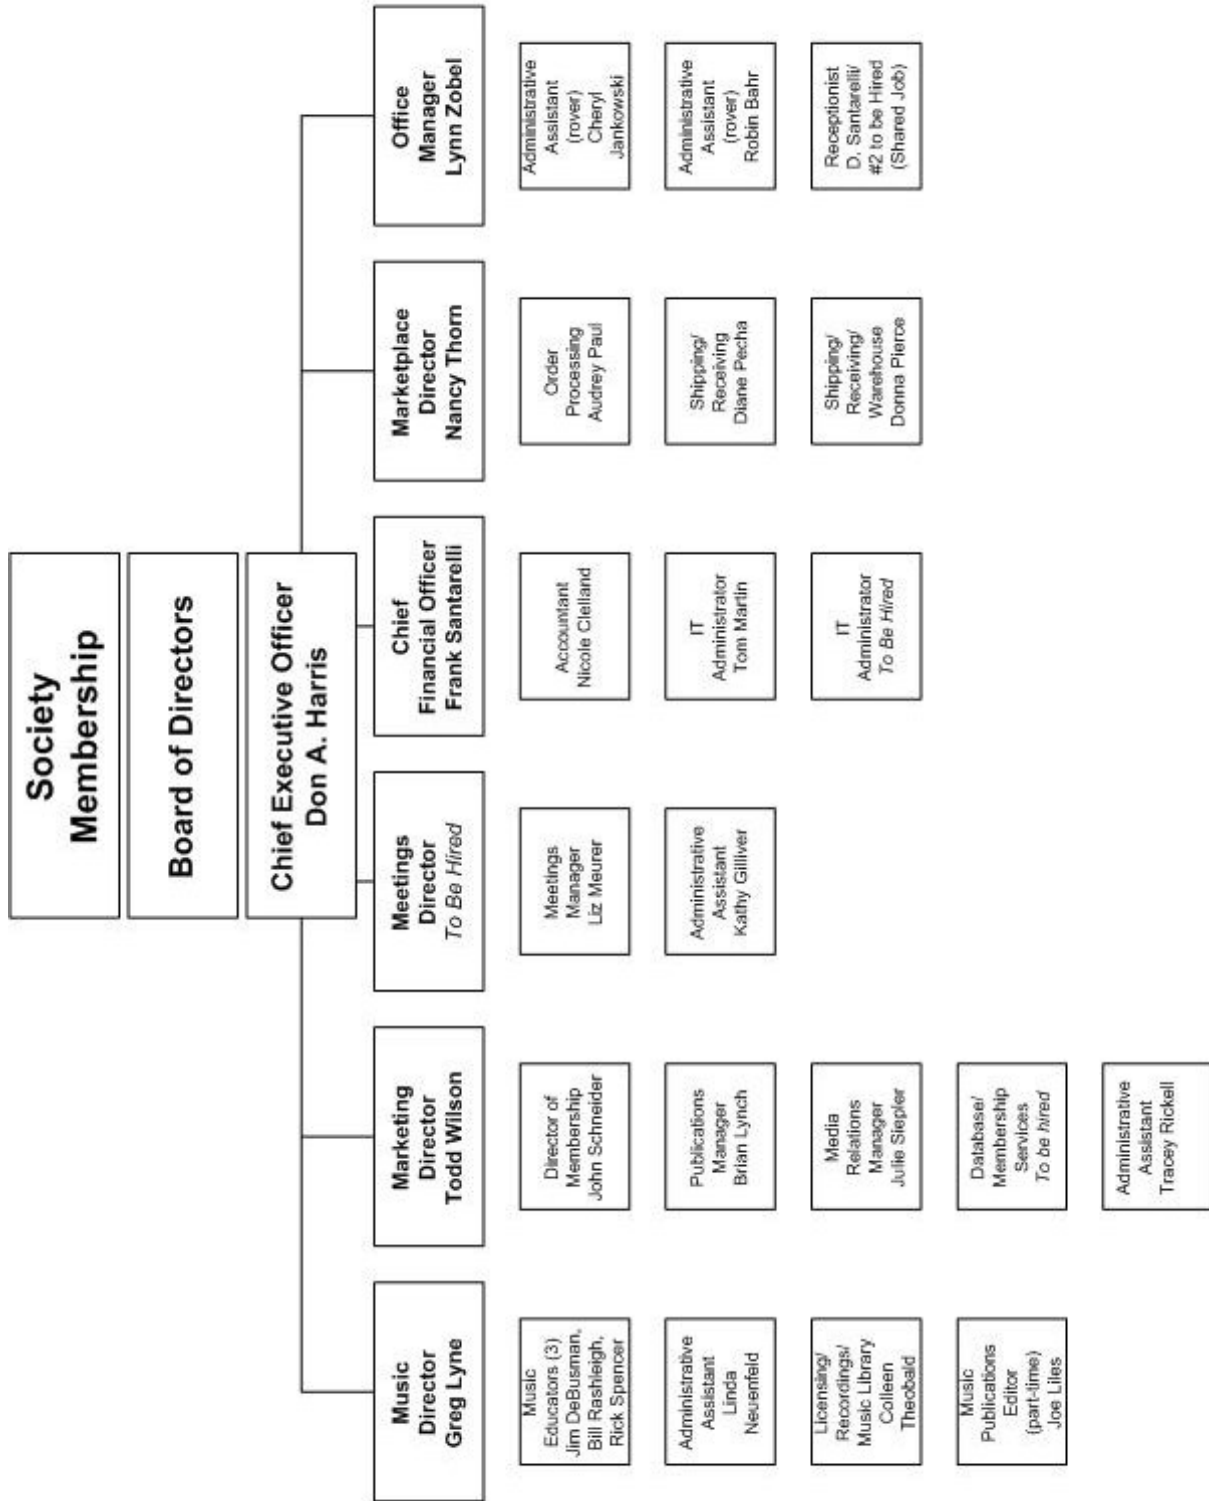 Society
Membership
Board of Directors
Chief Executive Officer
Don A. Harris
Music
Director
Greg Lyne
Marketing
Director
Todd Wilson
Meetings
Director
To Be Hired
Chief
Financial Officer
Frank Santarelli
Marketplace
Director
Nancy Thorn
Office
Manager
Lynn Zobel
Music
Educators (3)
Jim DeBusman,
Bill Rashleigh,
Rick Spencer
Administrative
Assistant
Linda
Neuenfeld
Licensing/
Recordings/
Music Library
Colleen
Theobald
Music
Publications
Editor
(part-time)
Joe Liles
Director of
Membership
John Schneider
Publications
Manager
Brian Lynch
Media
Relations
Manager
Julie Siepler
Database/
Membership
Services
To be hired
Administrative
Assistant
Tracey Rickell
Meetings
Manager
Liz Meurer
Administrative
Assistant
Kathy Gilliver
Accountant
Nicole Clelland
IT
Administrator
Tom Martin
IT
Administrator
To Be Hired
Order
Processing
Audrey Paul
Shipping/
Receiving
Diane Pecha
Shipping/
Receiving/
Warehouse
Donna Pierce
Administrative
Assistant
(rover)
Cheryl
Jankowski
Administrative
Assistant
(rover)
Robin Bahr
Receptionist
D. Santarelli/
#2 to be Hired
(Shared Job)